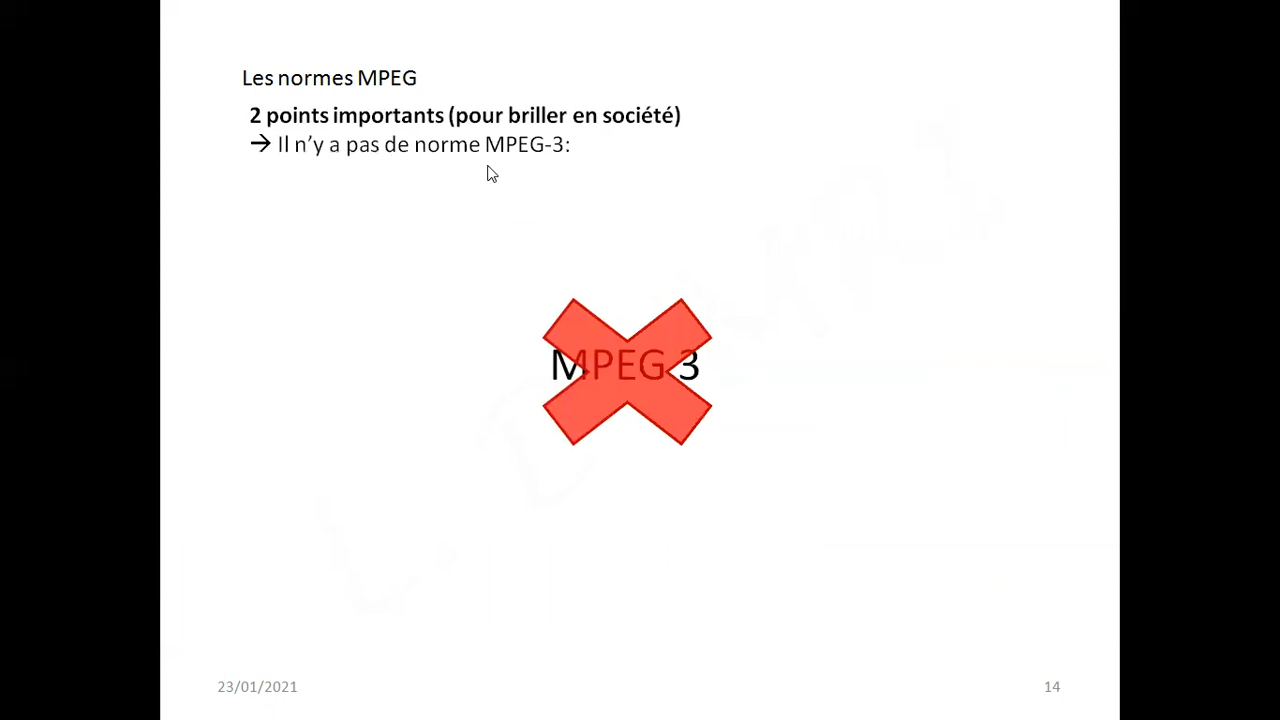 Les normes MPEG
2 points importants (pour briller en société)
→ Il n’y a pas de norme MPEG-3:
MPEG 3
23/01/2021
14